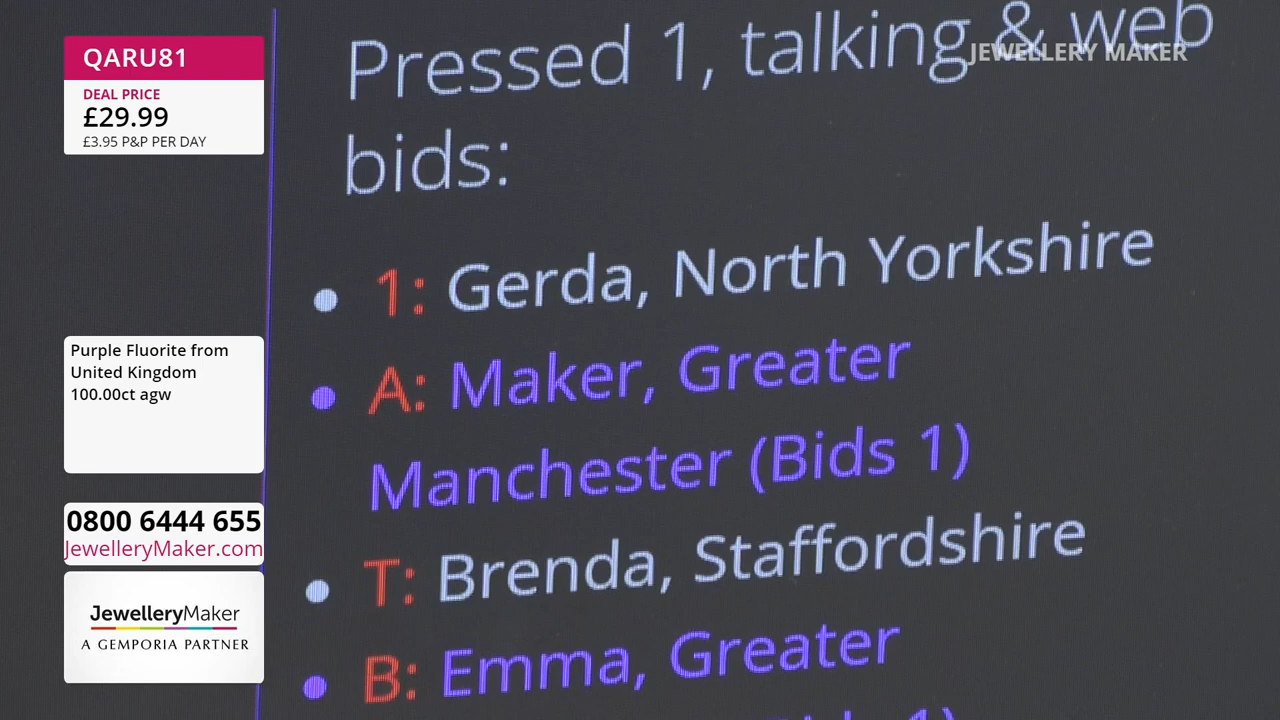 QARU81
DEAL PRICE
£29.99
£3.95 P&P PER DAY
Purple Fluorite from
United Kingdom
100.00ct agw
0800 6444 655
JewelleryMaker.com
JewelleryMaker
A GEMPORIA PARTNER
JEWELLERY MAKER
Pressed 1, talking & web
bids:
1: Gerda, North Yorkshire
A: Maker, Greater
Manchester (Bids 1)
T: Brenda, Staffordshire
B: Emma, Greater